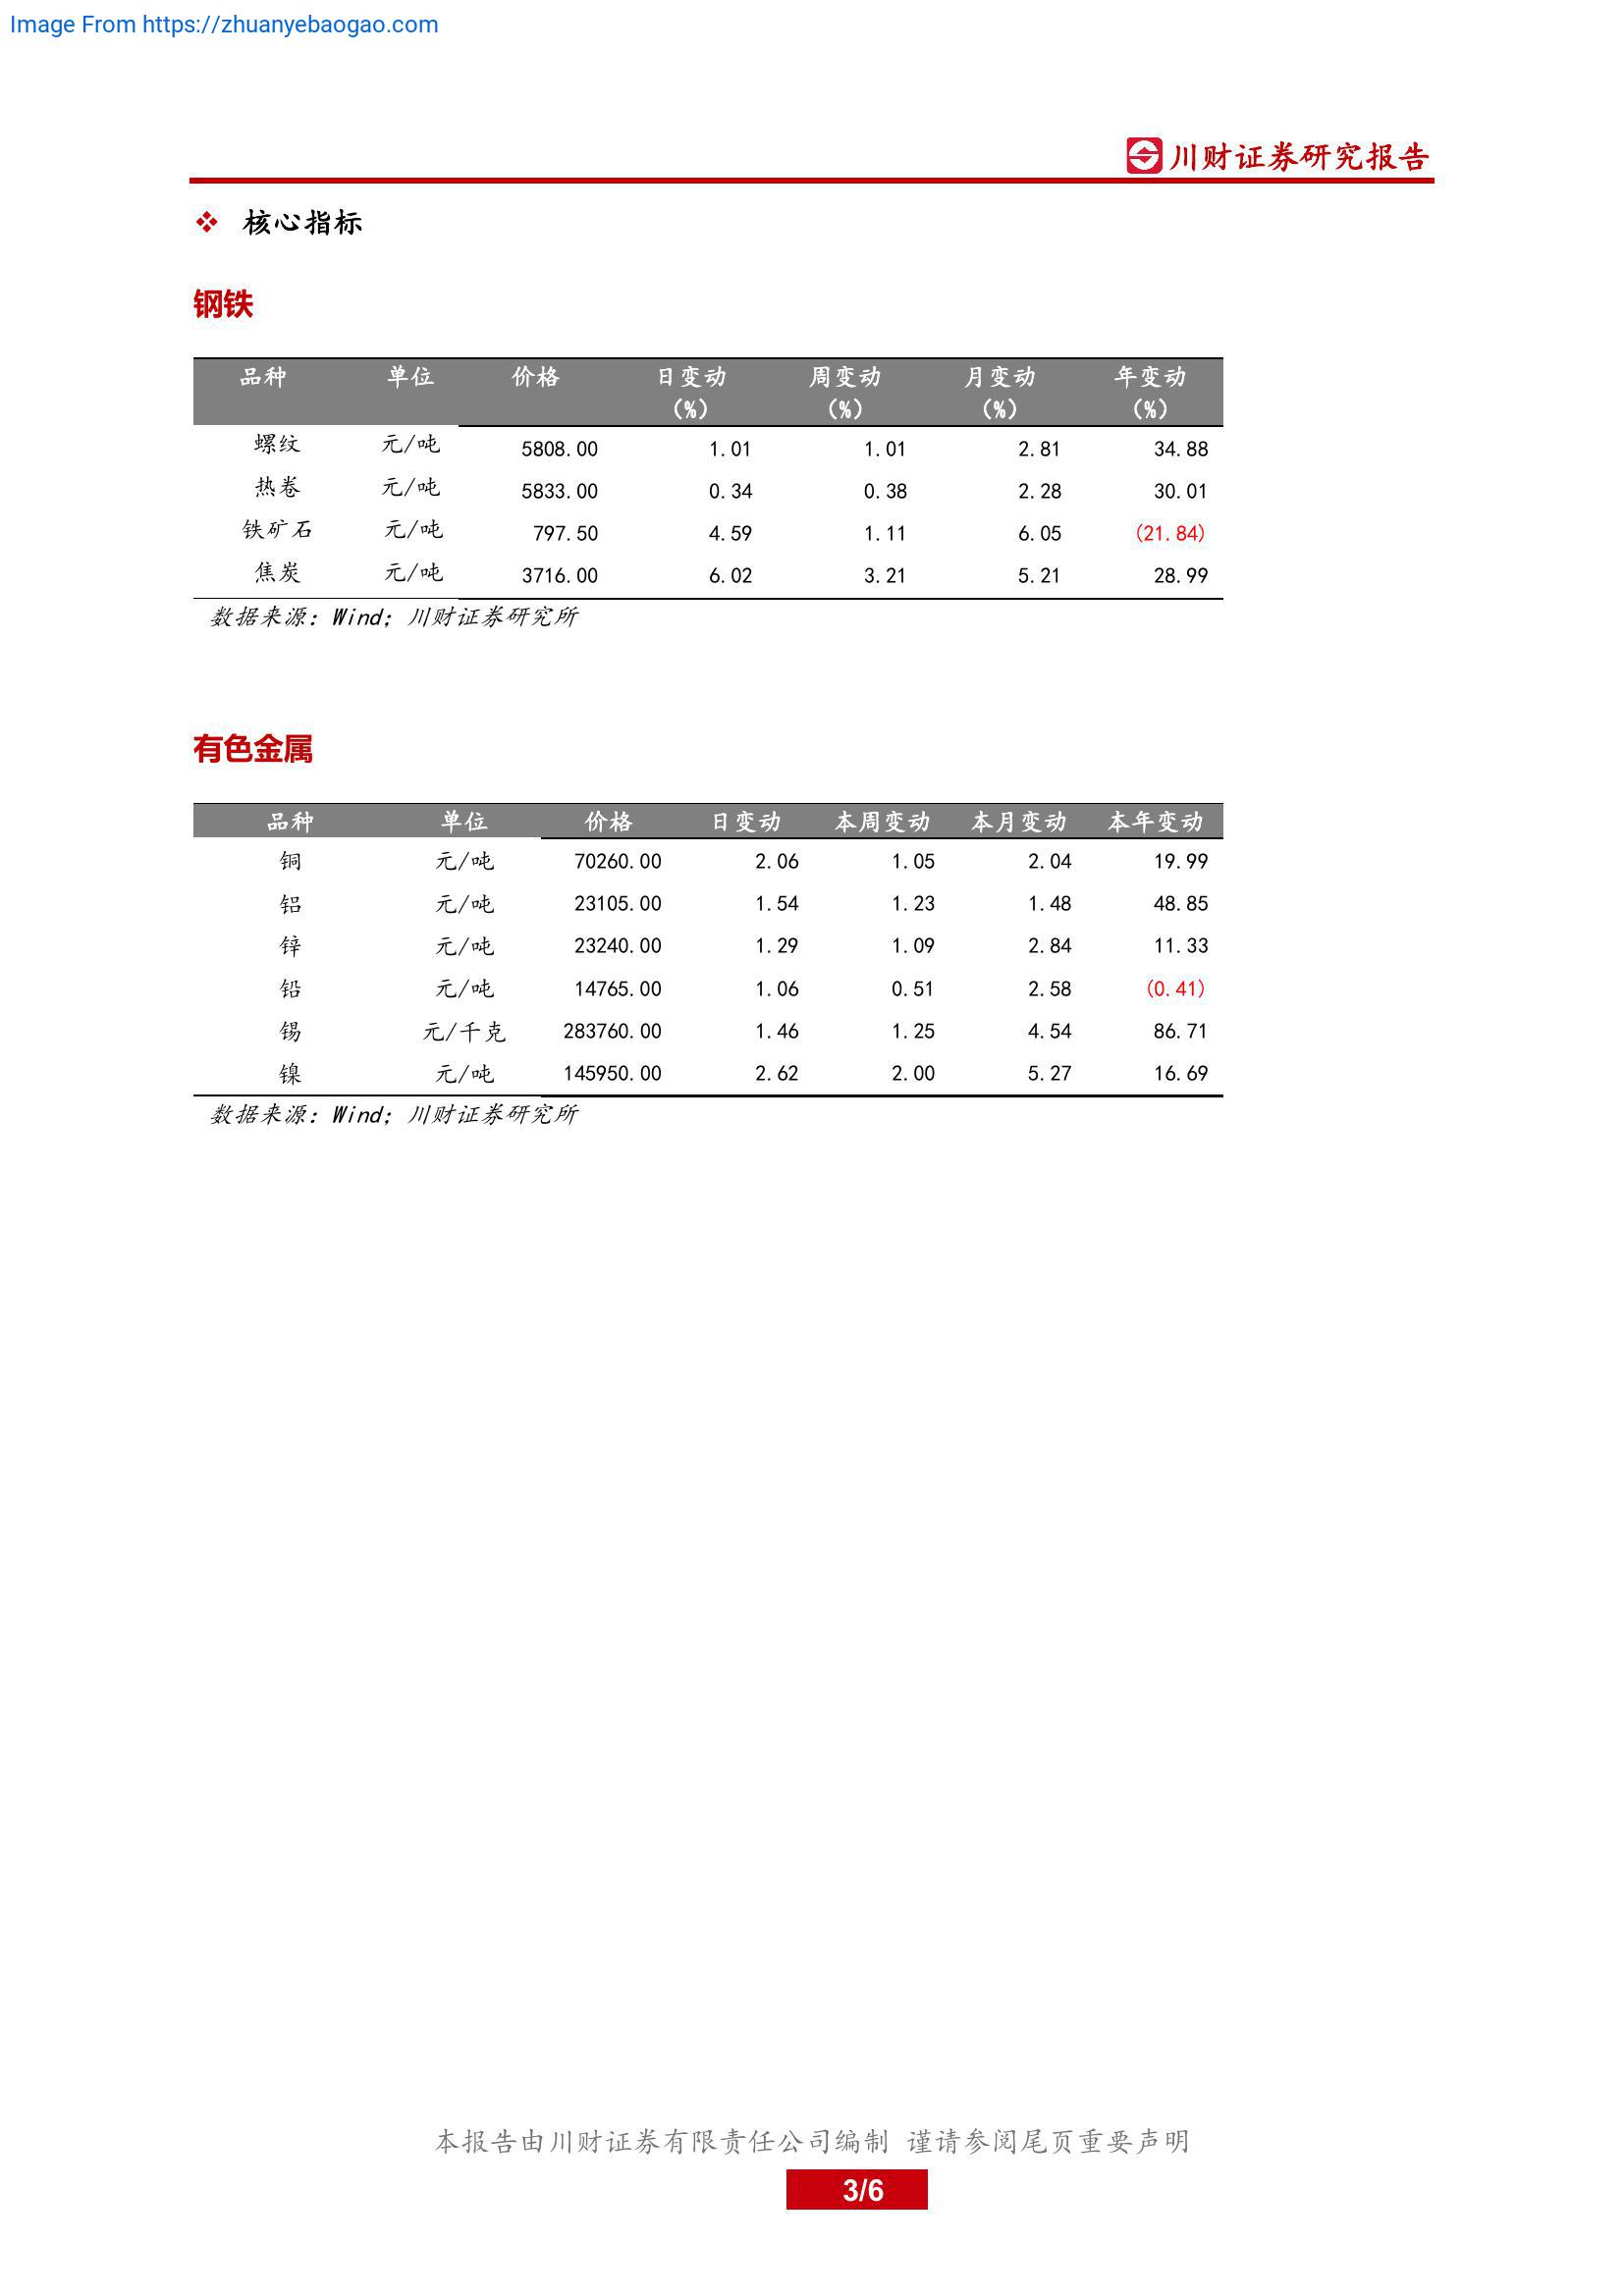 Image From https://zhuanyebaogao.com
川财证券研究报告
❖ 核心指标
钢铁
品种 单位 价格 日变动 周变动 月变动 年变动
(%) (%) (%) (%)
螺纹 元/吨 5808.00 1.01 1.01 2.81 34.88
热卷 元/吨 5833.00 0.34 0.38 2.28 30.01
铁矿石 元/吨 797.50 4.59 1.11 6.05 (21.84)
焦炭 元/吨 3716.00 6.02 3.21 5.21 28.99
数据来源：Wind；川财证券研究所
有色金属
品种 单位 价格 日变动 本周变动 本月变动 本年变动
铜 元/吨 70260.00 2.06 1.05 2.04 19.99
铝 元/吨 23105.00 1.54 1.23 1.48 48.85
锌 元/吨 23240.00 1.29 1.09 2.84 11.33
铅 元/吨 14765.00 1.06 0.51 2.58 (0.41)
锡 元/千克 283760.00 1.46 1.25 4.54 86.71
镍 元/吨 145950.00 2.62 2.00 5.27 16.69
数据来源：Wind；川财证券研究所
本报告由川财证券有限责任公司编制 谨请参阅尾页重要声明
3/6